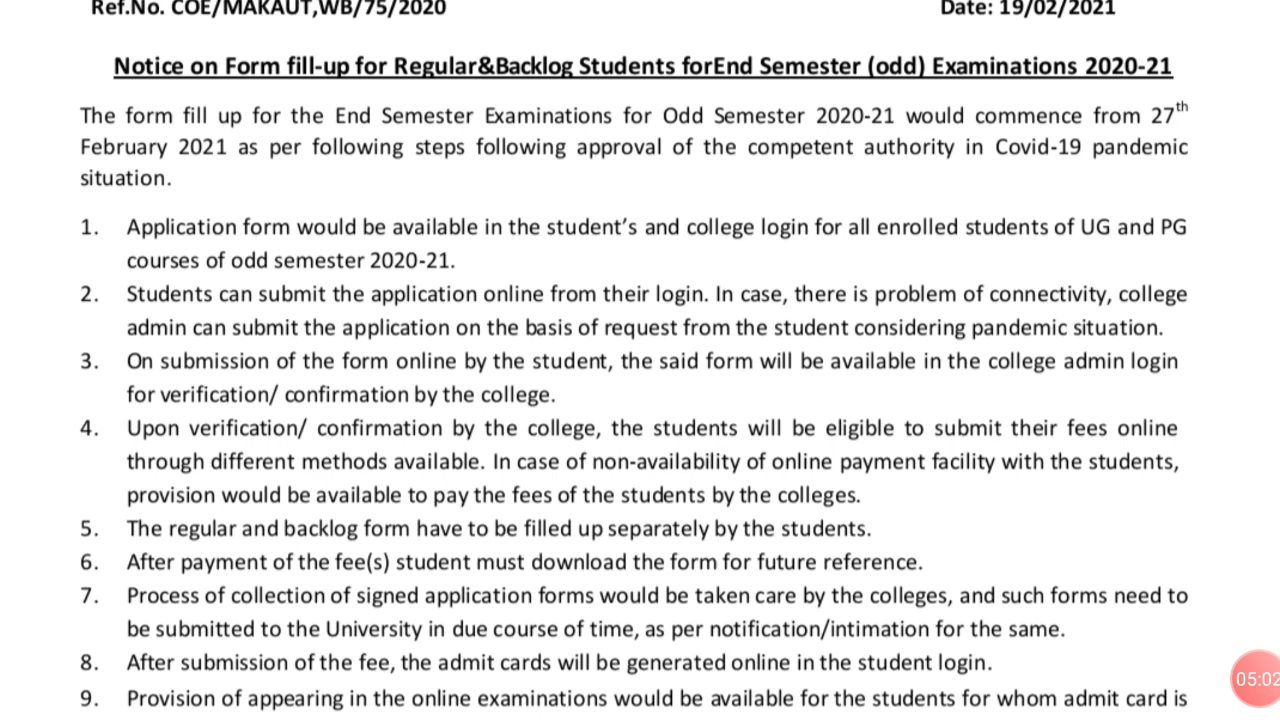 Ref.No. COE/MAKAUT,WB/75/2020 Date: 19/02/2021
Notice on Form fill-up for Regular&Backlog Students forEnd Semester (odd) Examinations 2020-21
The form fill up for the End Semester Examinations for Odd Semester 2020-21 would commence from 27th
February 2021 as per following steps following approval of the competent authority in Covid-19 pandemic
situation.
1. Application form would be available in the student’s and college login for all enrolled students of UG and PG
courses of odd semester 2020-21.
2. Students can submit the application online from their login. In case, there is problem of connectivity, college
admin can submit the application on the basis of request from the student considering pandemic situation.
3. On submission of the form online by the student, the said form will be available in the college admin login
for verification/ confirmation by the college.
4. Upon verification/ confirmation by the college, the students will be eligible to submit their fees online
through different methods available. In case of non-availability of online payment facility with the students,
provision would be available to pay the fees of the students by the colleges.
5. The regular and backlog form have to be filled up separately by the students.
6. After payment of the fee(s) student must download the form for future reference.
7. Process of collection of signed application forms would be taken care by the colleges, and such forms need to
be submitted to the University in due course of time, as per notification/intimation for the same.
8. After submission of the fee, the admit cards will be generated online in the student login.
05:02
9. Provision of appearing in the online examinations would be available for the students for whom admit card is